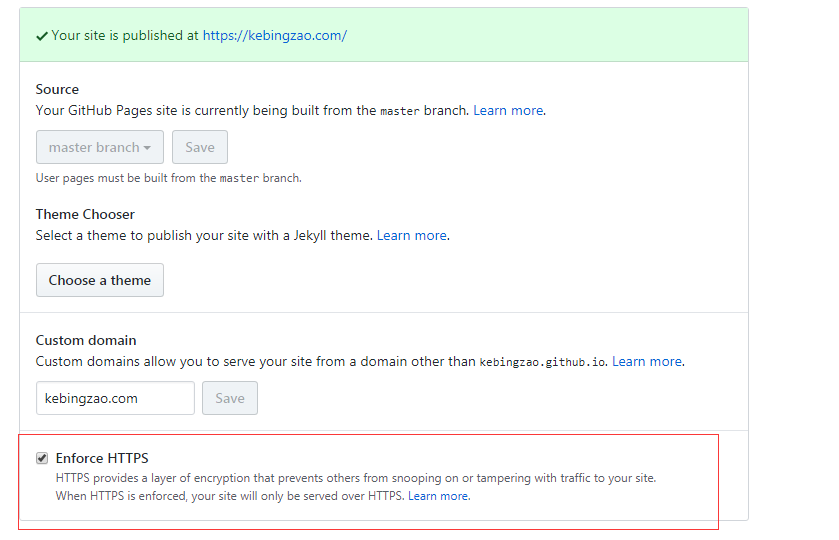 Your site is published at https://kebingzao.com/
Source
Your GitHub Pages site is currently being built from the master branch. Learn more.
master branch
Save
User pages must be built from the master branch.
Theme Chooser
Select a theme to publish your site with a Jekyll theme. Learn more.
Choose a theme
Custom domain
Custom domains allow you to serve your site from a domain other than kebingzao.github.io. Learn more.
kebingzao.com
Save
Enforce HTTPS
HTTPS provides a layer of encryption that prevents others from snooping on or tampering with traffic to your site.
When HTTPS is enforced, your site will only be served over HTTPS. Learn more.